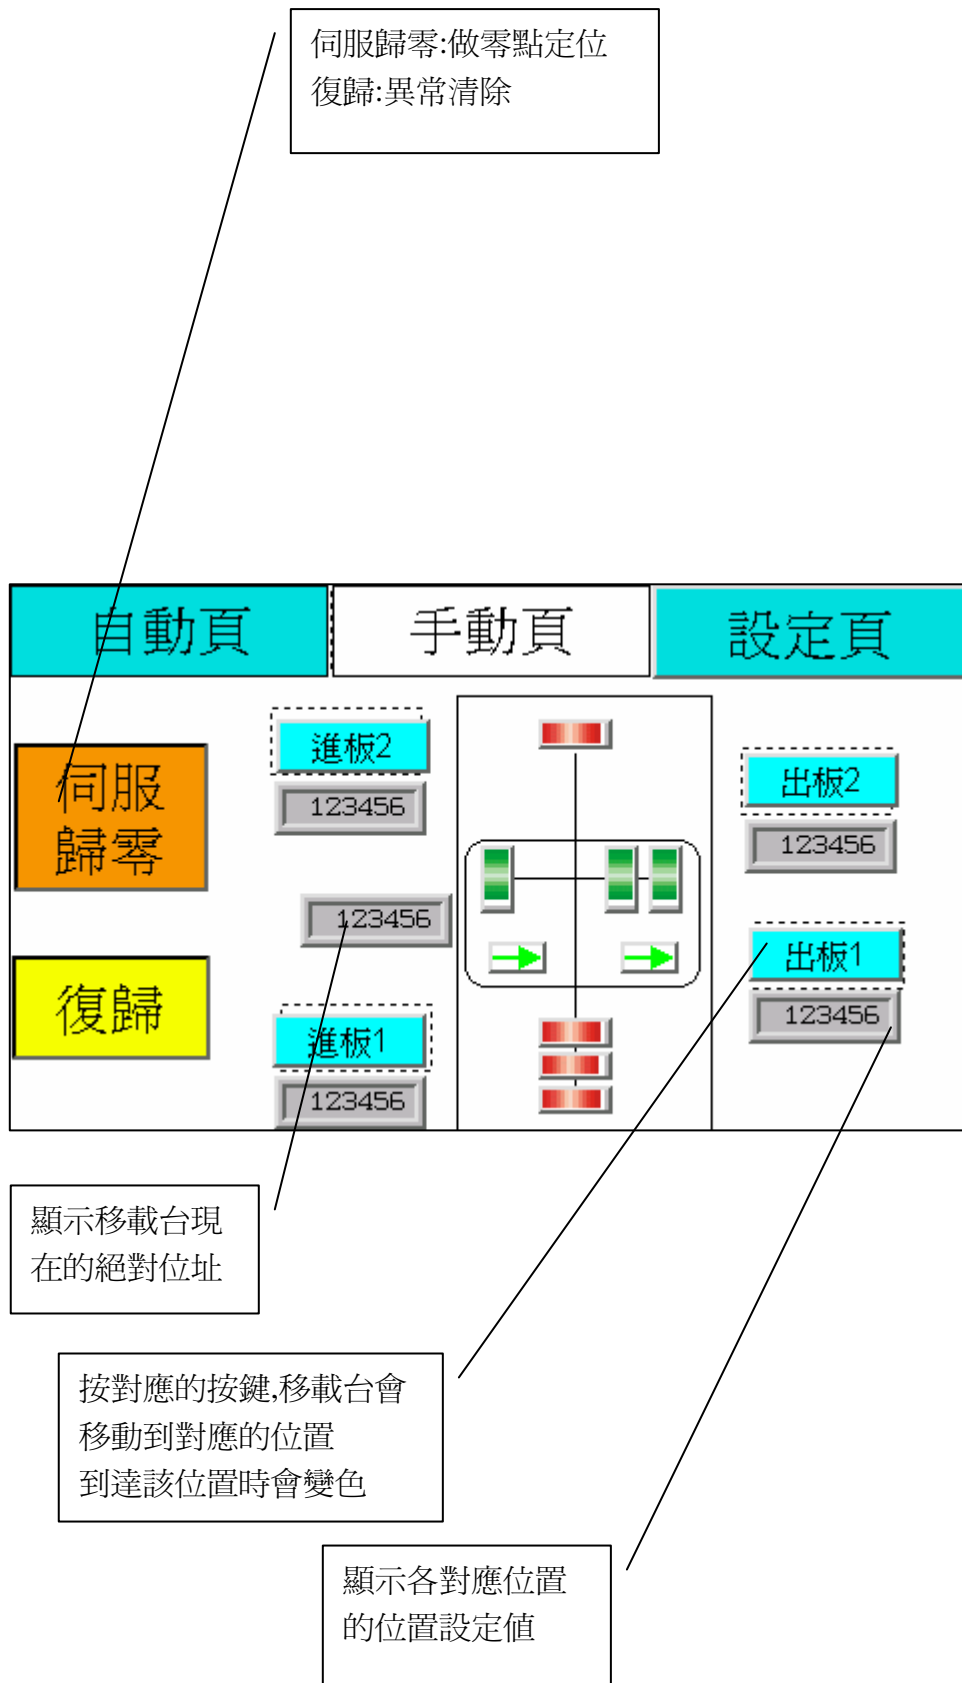 伺服歸零:做零點定位
復歸:異常清除
自動頁
手動頁
設定頁
伺服
歸零
進板2
123456
出板2
123456
123456
復歸
出板1
123456
進板1
123456
顯示移載台現
在的絕對位址
按對應的按鍵,移載台會
移動到對應的位置
到達該位置時會變色
顯示各對應位置
的位置設定值